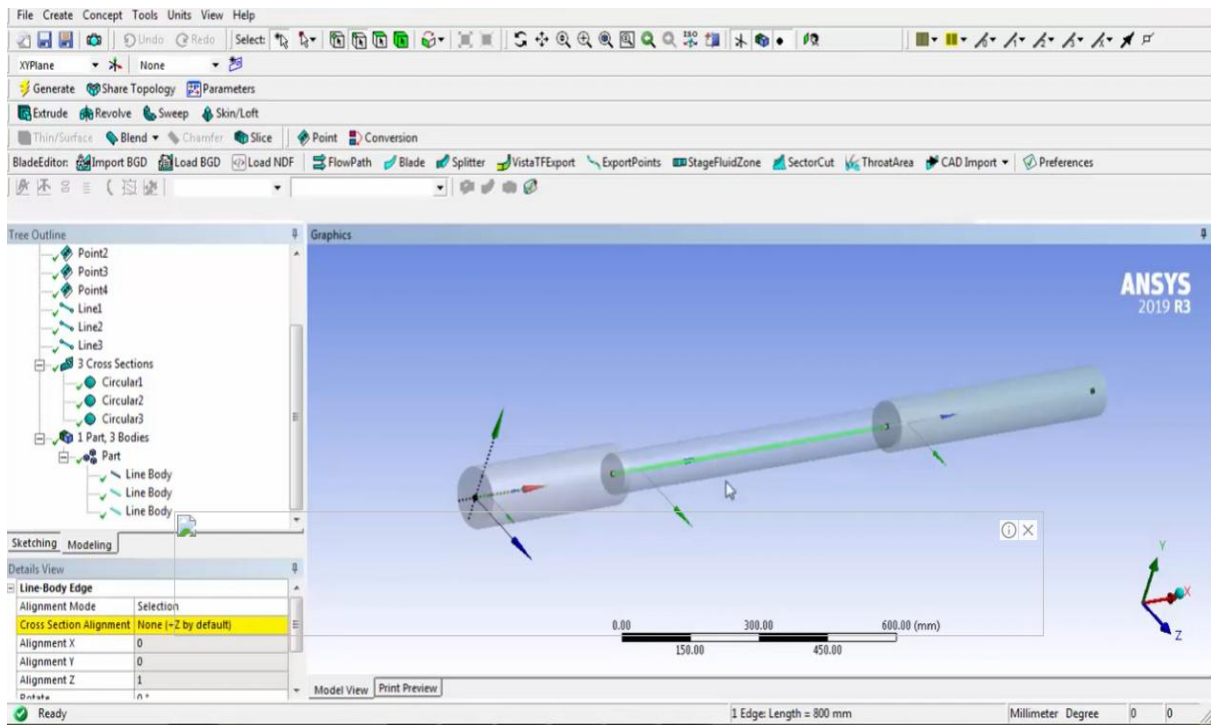 File Create Concept Tools Units View Help
Undo Redo Select: ISO
XYPlane None
Generate Share Topology Parameters
Extrude Revolve Sweep Skin/Loft
Thin/Surface Blend Chamfer Slice Point Conversion
BladeEditor: Import BGD Load BGD Load NDF FlowPath Blade Splitter VistaTFExport ExportPoints StageFluidZone SectorCut ThroatArea CAD Import Preferences
Tree Outline
Point2
Point3
Point4
Line1
Line2
Line3
3 Cross Sections
Circular1
Circular2
Circular3
1 Part, 3 Bodies
Part
Line Body
Line Body
Line Body
Sketching Modeling
Details View
Line-Body Edge
Alignment Mode Selection
Cross Section Alignment None (+Z by default)
Alignment X 0
Alignment Y 0
Alignment Z 1
Rotate 0 °
Graphics
ANSYS
2019 R3
Y
X
Z
0.00 300.00 600.00 (mm)
150.00 450.00
Model View Print Preview
Ready 1 Edge: Length = 800 mm Millimeter Degree 0 0